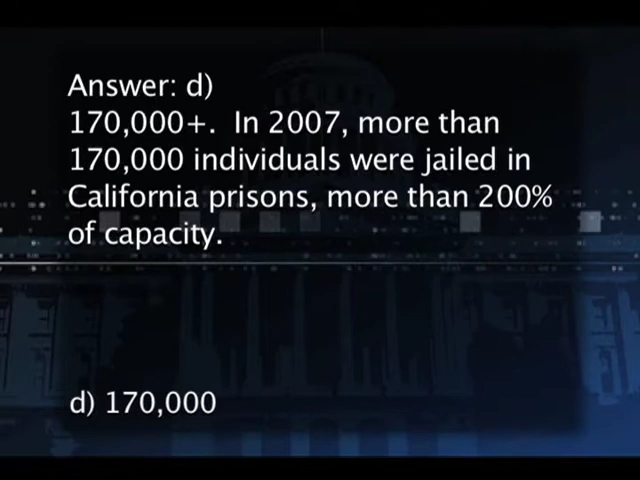 Answer: d)
170,000+.  In 2007, more than
170,000 individuals were jailed in
California prisons, more than 200%
of capacity.
d) 170,000